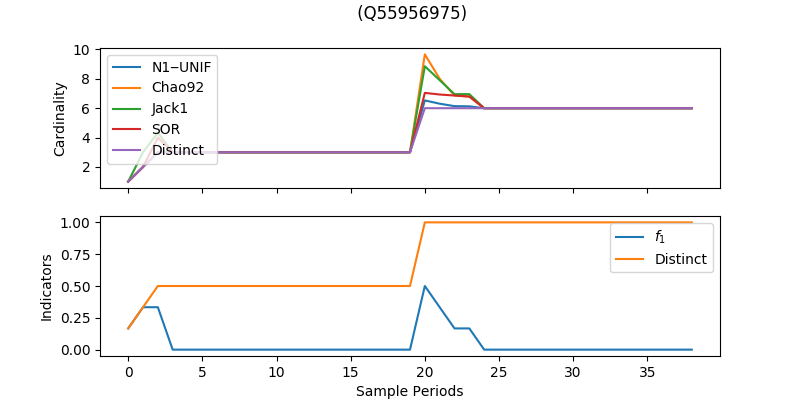 (Q55956975)
10
8
6
4
2
Cardinality
N1−UNIF
Chao92
Jack1
SOR
Distinct
1.00
0.75
0.50
0.25
0.00
Indicators
f1
Distinct
0 5 10 15 20 25 30 35
Sample Periods